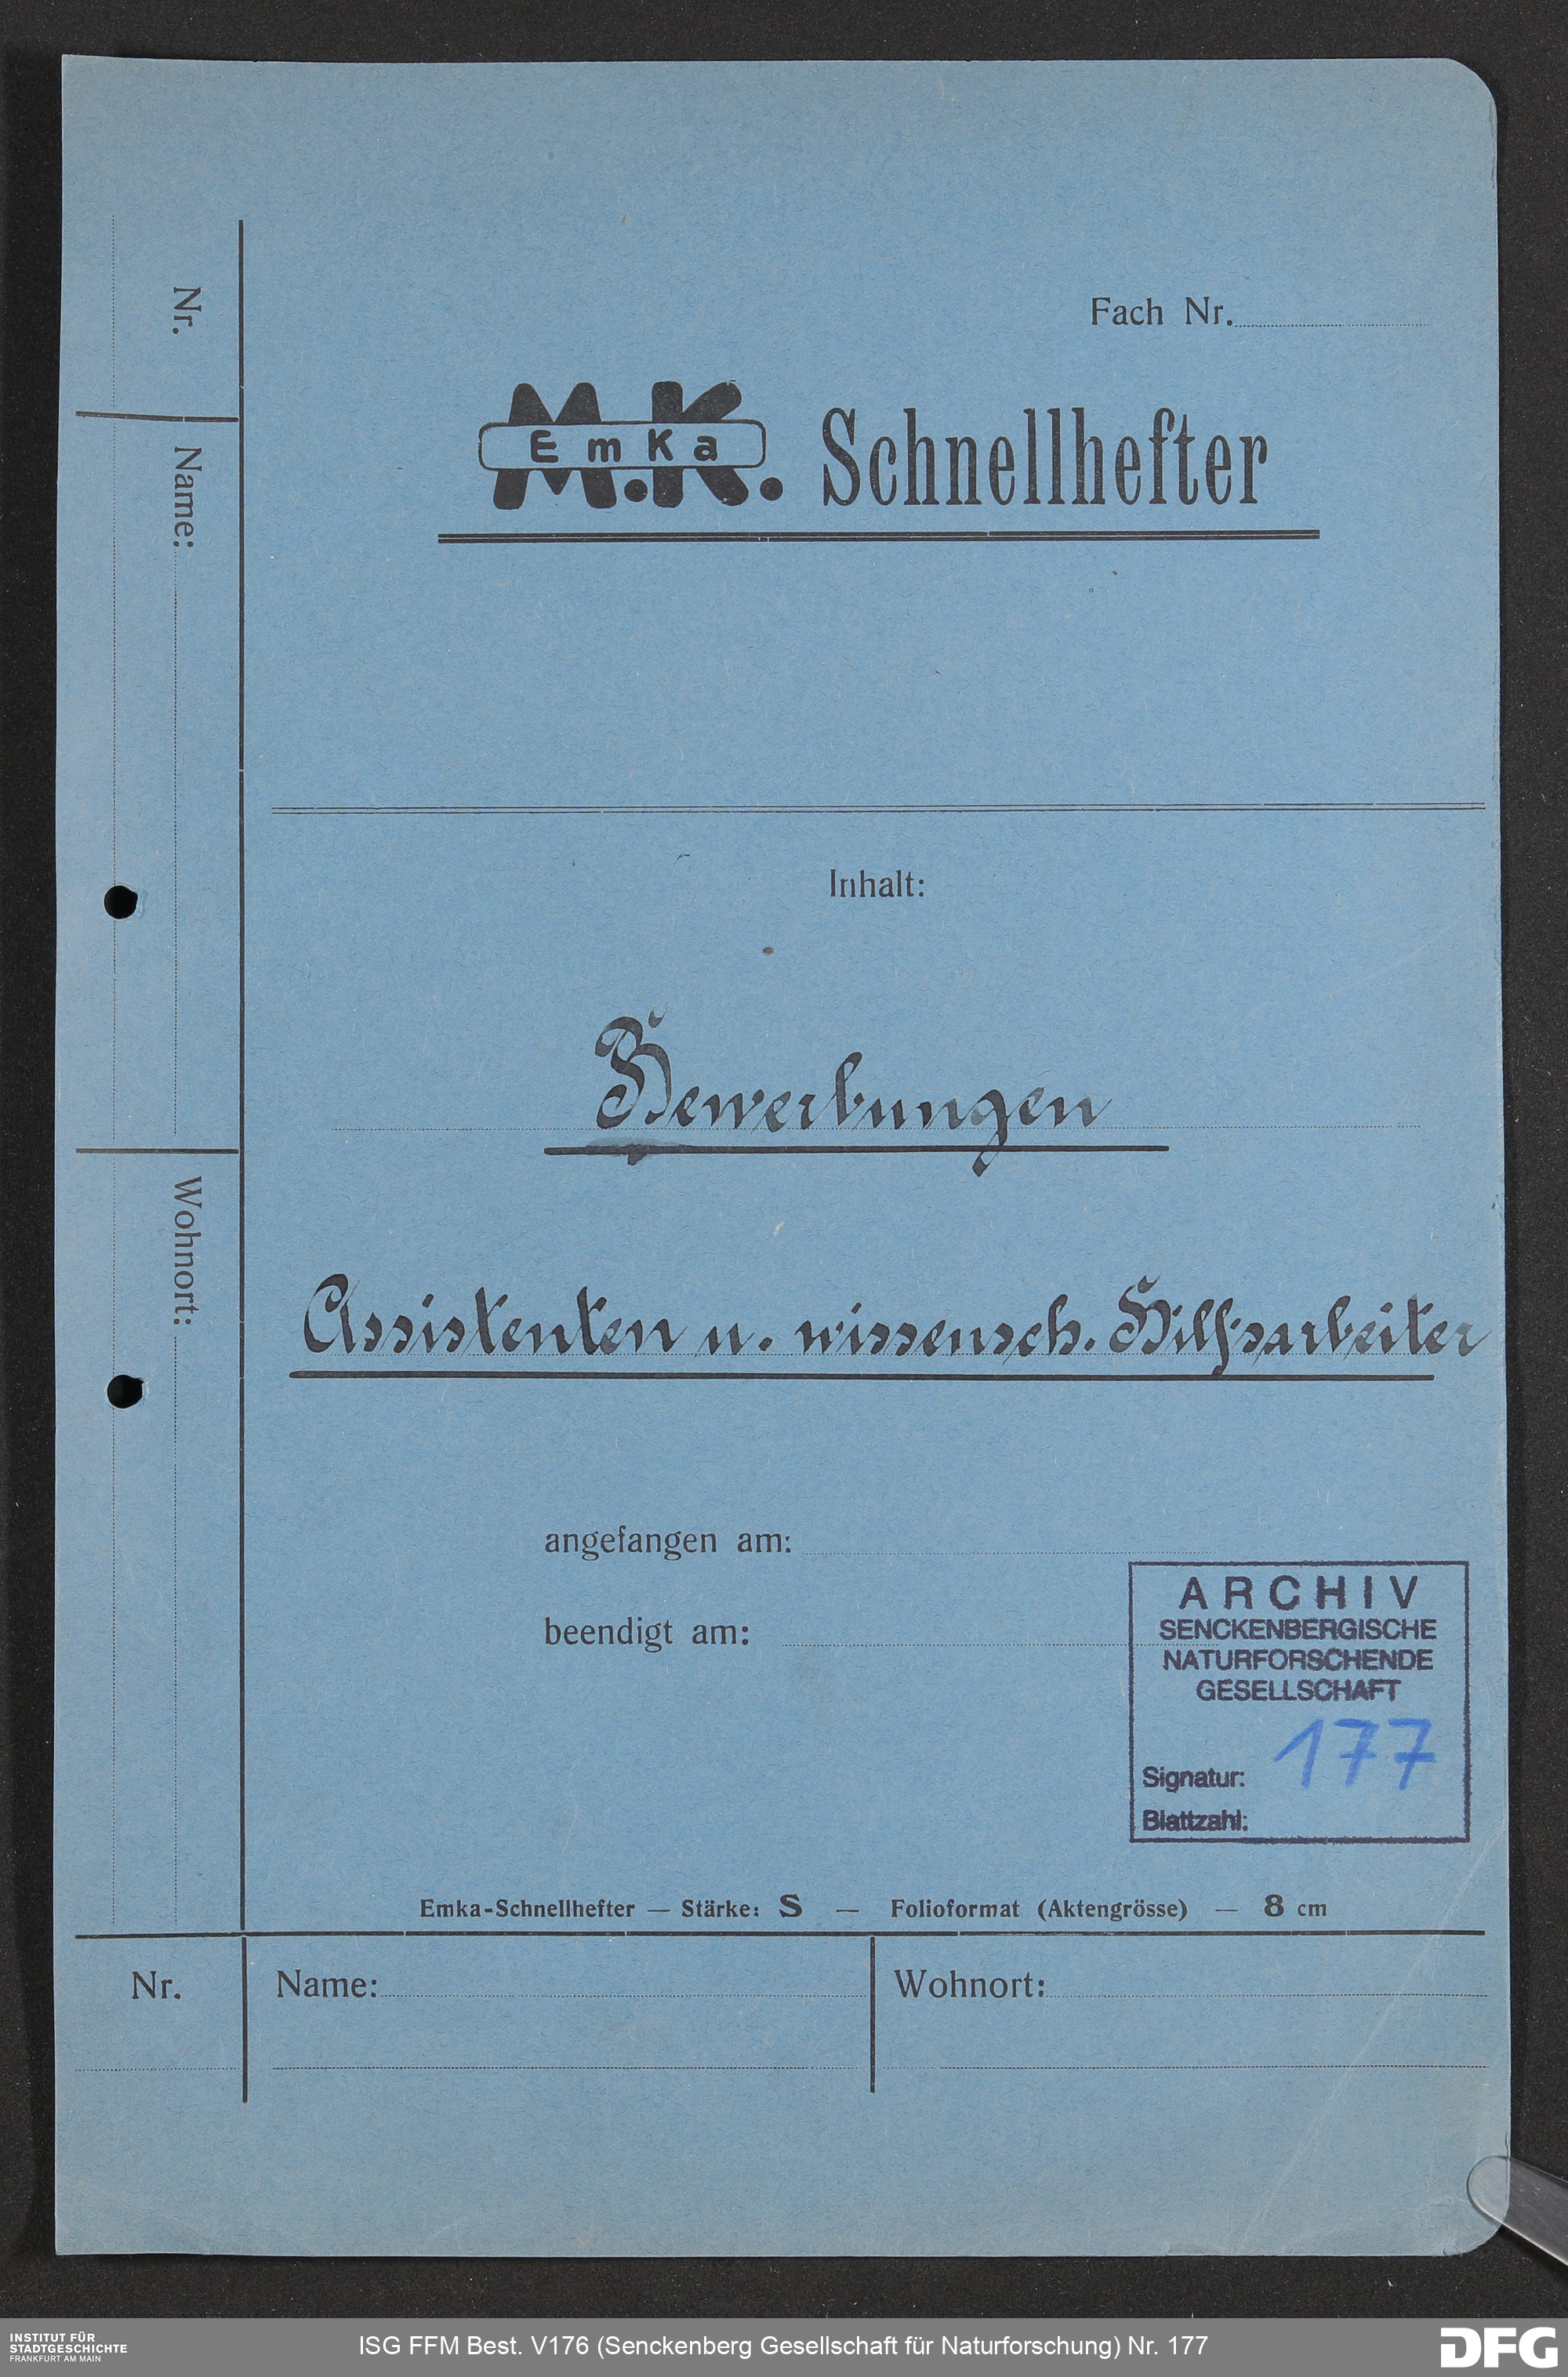 Fach Nr.
M.K. Schnellhefter
EmKa
Inhalt:
Bewerbungen
Assistenten u. wissensch. Hilfsarbeiter
angefangen am:
beendigt am:
ARCHIV
SENCKENBERGISCHE
NATURFORSCHENDE
GESELLSCHAFT
Signatur: 177
Blattzahl:
Emka-Schnellhefter — Stärke: S — Folioformat (Aktengrösse) — 8 cm
Nr.
Name:
Wohnort:
Nr.
Name:
Wohnort:
INSTITUT FÜR
STADTGESCHICHTE
FRANKFURT AM MAIN
ISG FFM Best. V176 (Senckenberg Gesellschaft für Naturforschung) Nr. 177
DFG